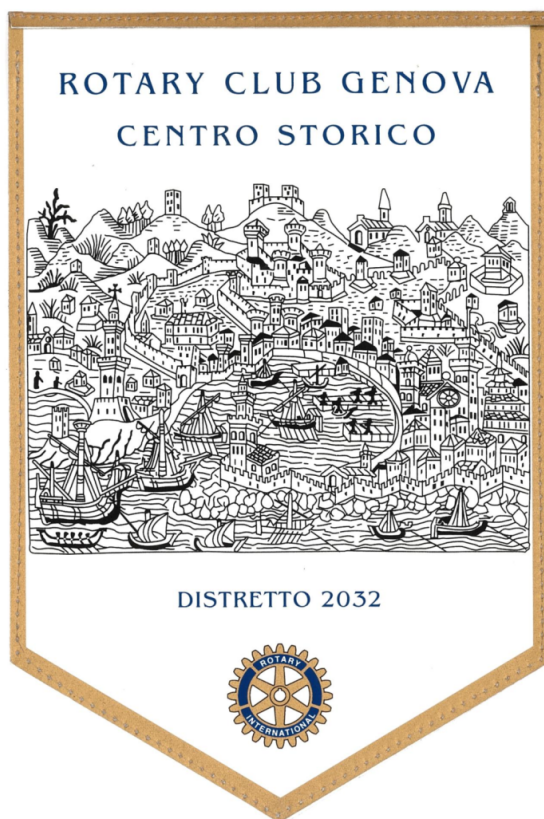 ROTARY CLUB GENOVA
CENTRO STORICO
DISTRETTO 2032
ROTARY
INTERNATIONAL